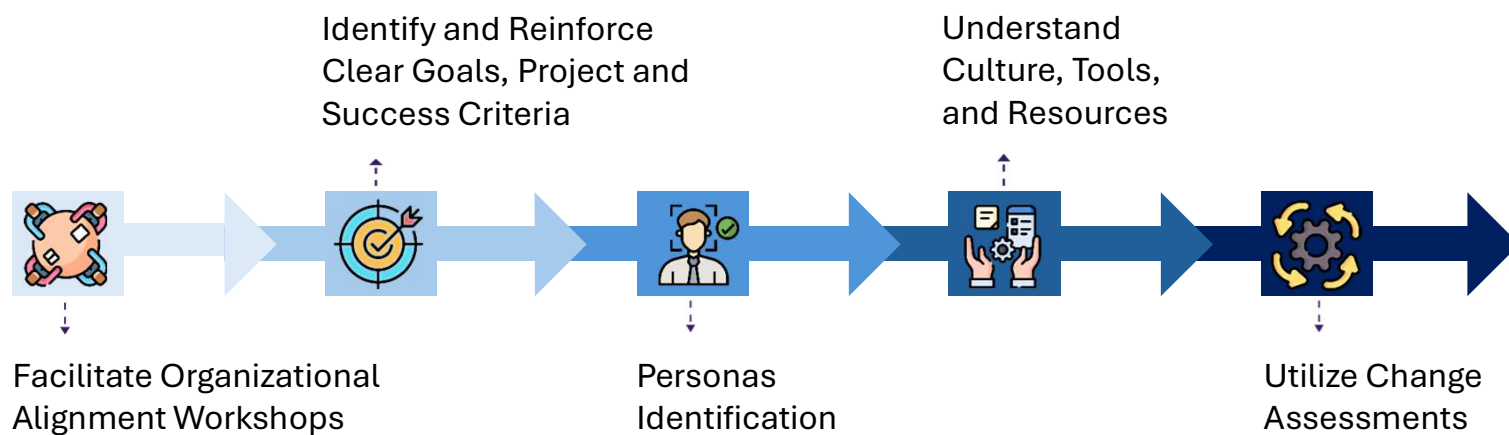 Facilitate Organizational
Alignment Workshops
Identify and Reinforce
Clear Goals, Project and
Success Criteria
Personas
Identification
Understand
Culture, Tools,
and Resources
Utilize Change
Assessments